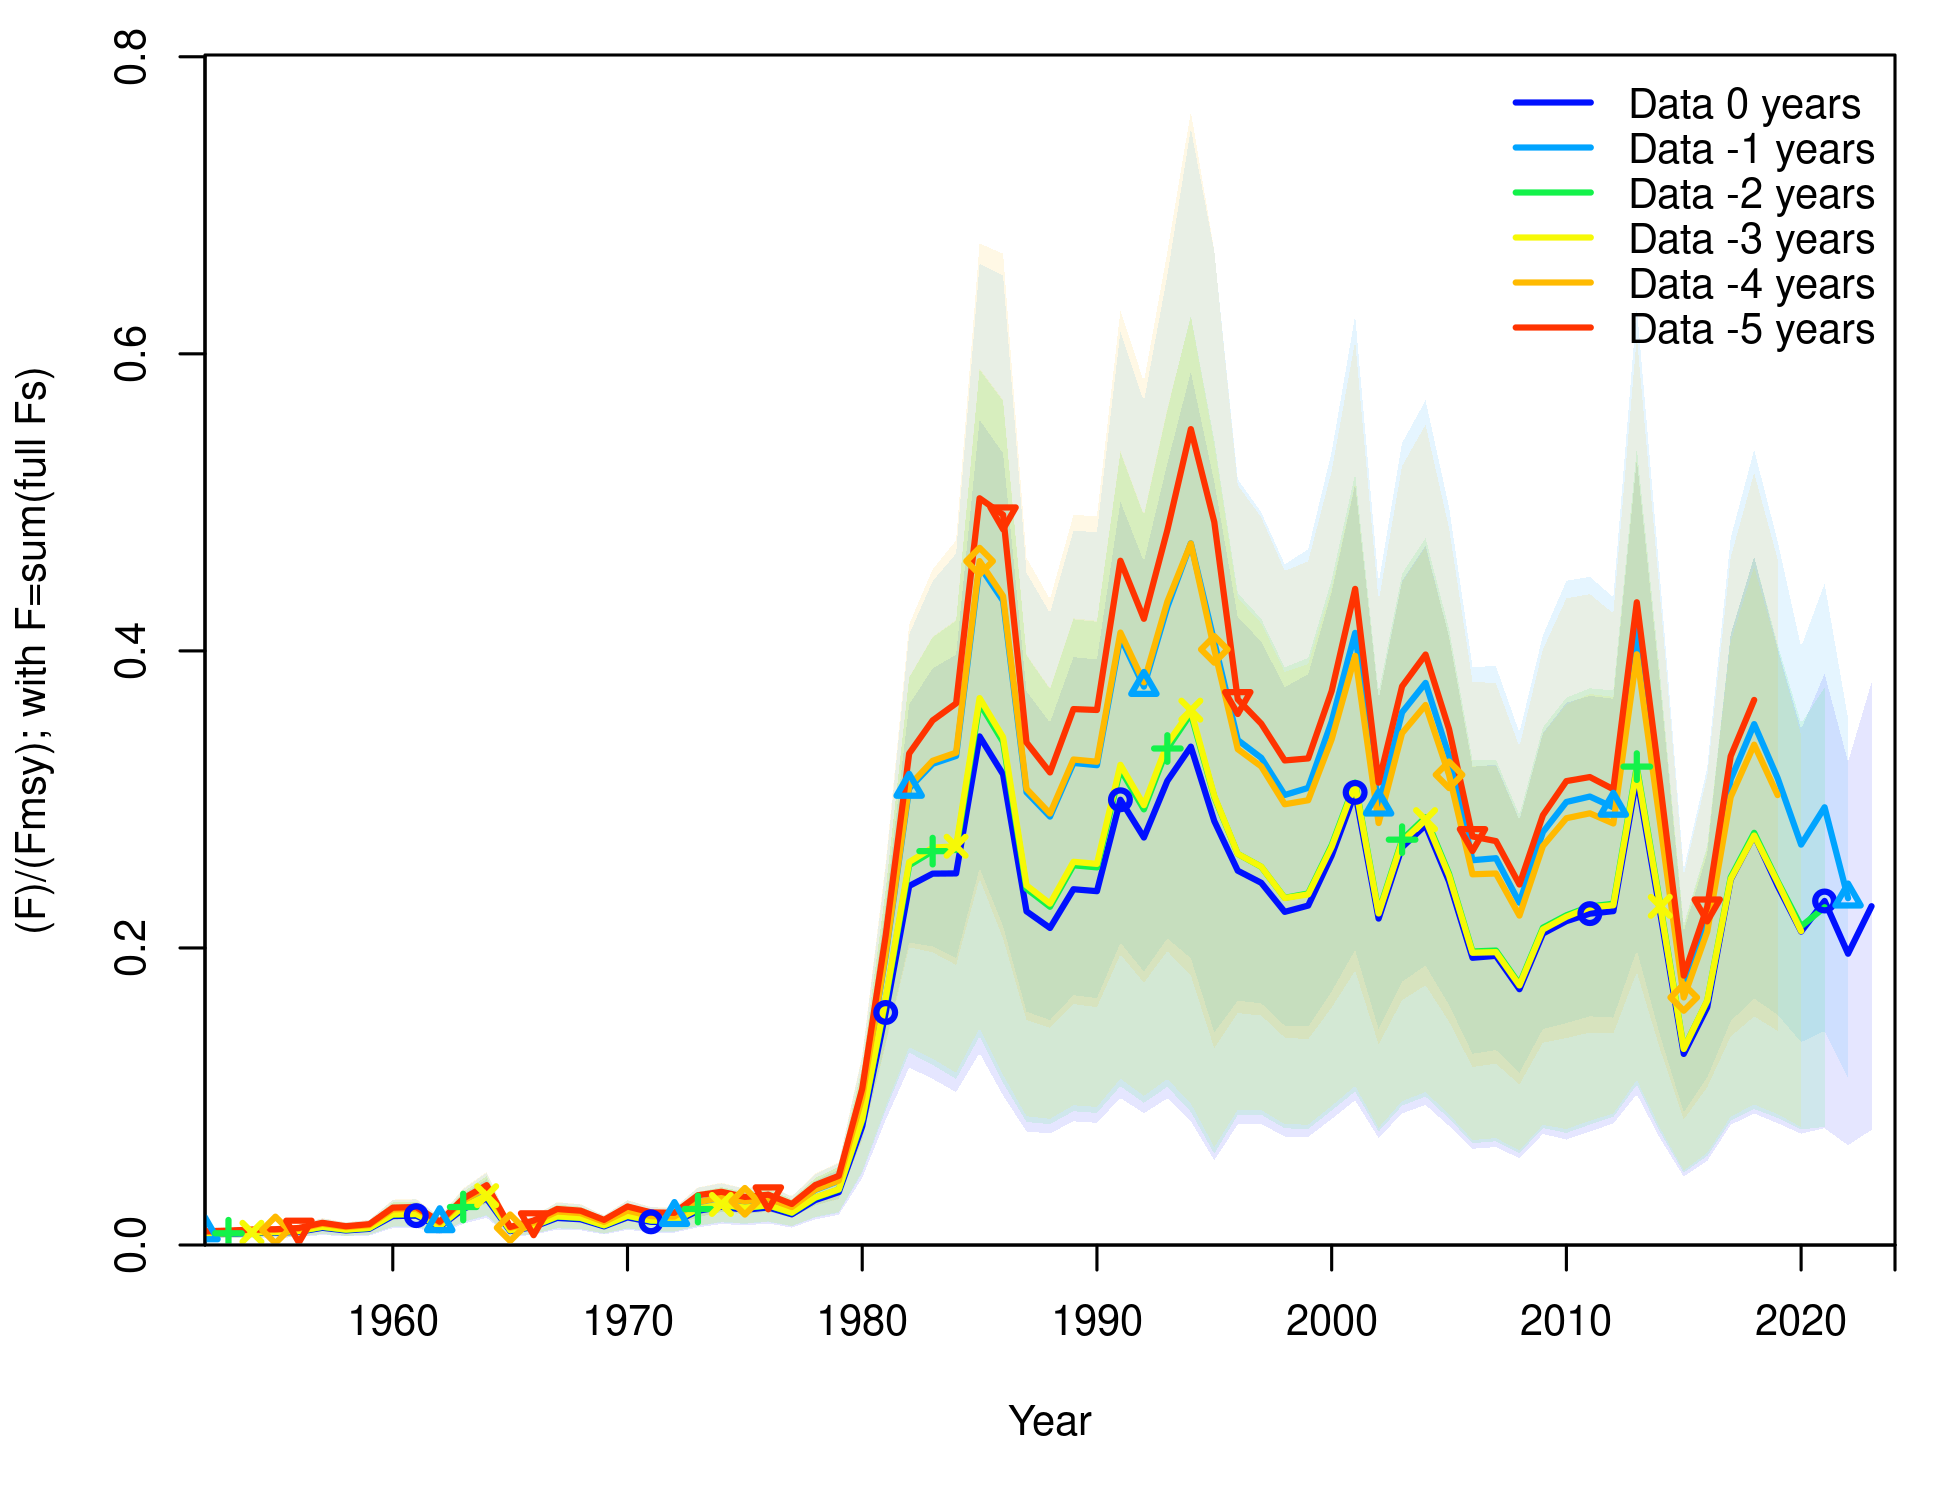 (F)/(Fmsy); with F=sum(full Fs)
0.8
0.6
0.4
0.2
0.0
Data 0 years
Data -1 years
Data -2 years
Data -3 years
Data -4 years
Data -5 years
1960 1970 1980 1990 2000 2010 2020
Year